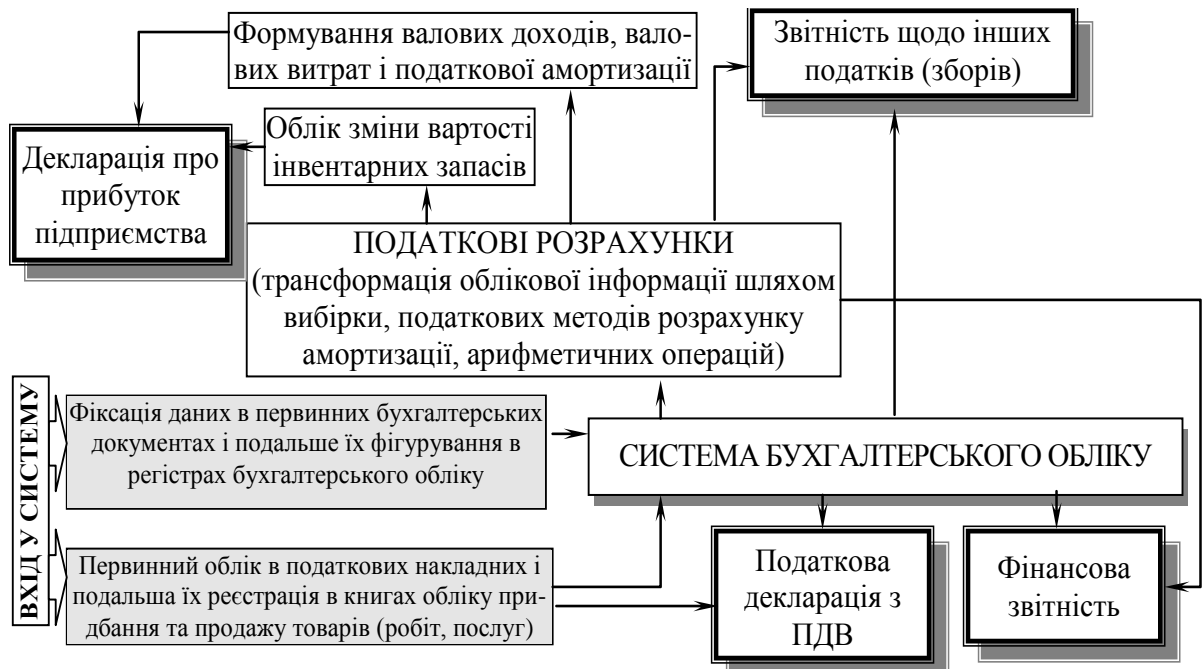 Формування валових доходів, вало-
вих витрат і податкової амортизації
Звітність щодо інших
податків (зборів)
Облік зміни вартості
інвентарних запасів
Декларація про
прибуток
підприємства
ПОДАТКОВІ РОЗРАХУНКИ
(трансформація облікової інформації шляхом
вибірки, податкових методів розрахунку
амортизації, арифметичних операцій)
ВХІД У СИСТЕМУ
Фіксація даних в первинних бухгалтерських
документах і подальше їх фігурування в
регістрах бухгалтерського обліку
СИСТЕМА БУХГАЛТЕРСЬКОГО ОБЛІКУ
Первинний облік в податкових накладних і
подальша їх реєстрація в книгах обліку при-
дбання та продажу товарів (робіт, послуг)
Податкова
декларація з
ПДВ
Фінансова
звітність